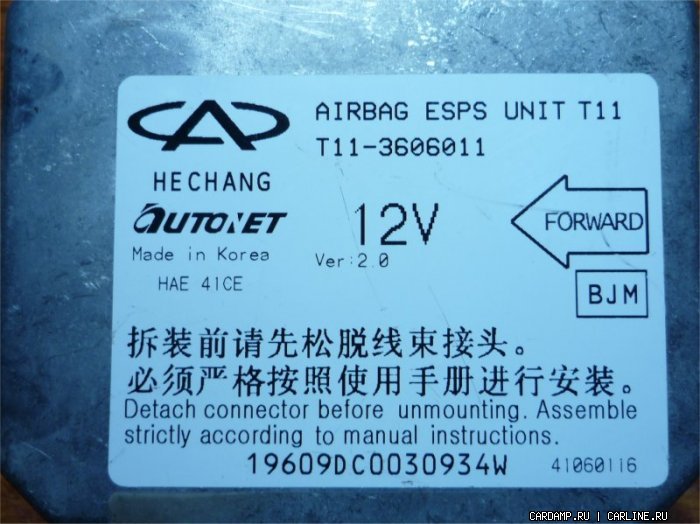 AIRBAG ESPS UNIT T11
T11-3606011
HECHANG
AUTONET
12V
FORWARD
Made in Korea
Ver:2.0
HAE 41CE
BJM
拆装前请先松脱线束接头。
必须严格按照使用手册进行安装。
Detach connector before unmounting. Assemble
strictly according to manual instructions.
19609DC0030934W
41060116
CARDAMP.RU | CARLINE.RU